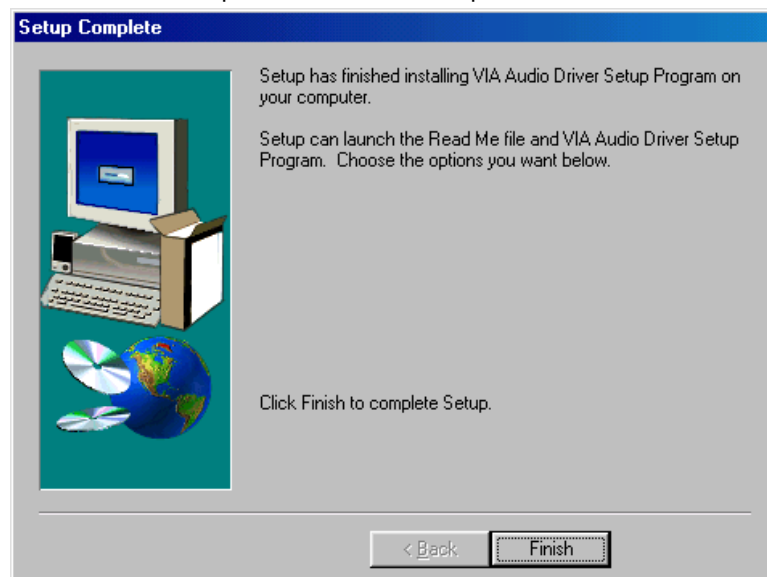 Setup Complete
Setup has finished installing VIA Audio Driver Setup Program on
your computer.
Setup can launch the Read Me file and VIA Audio Driver Setup
Program.  Choose the options you want below.
Click Finish to complete Setup.
< Back
Finish